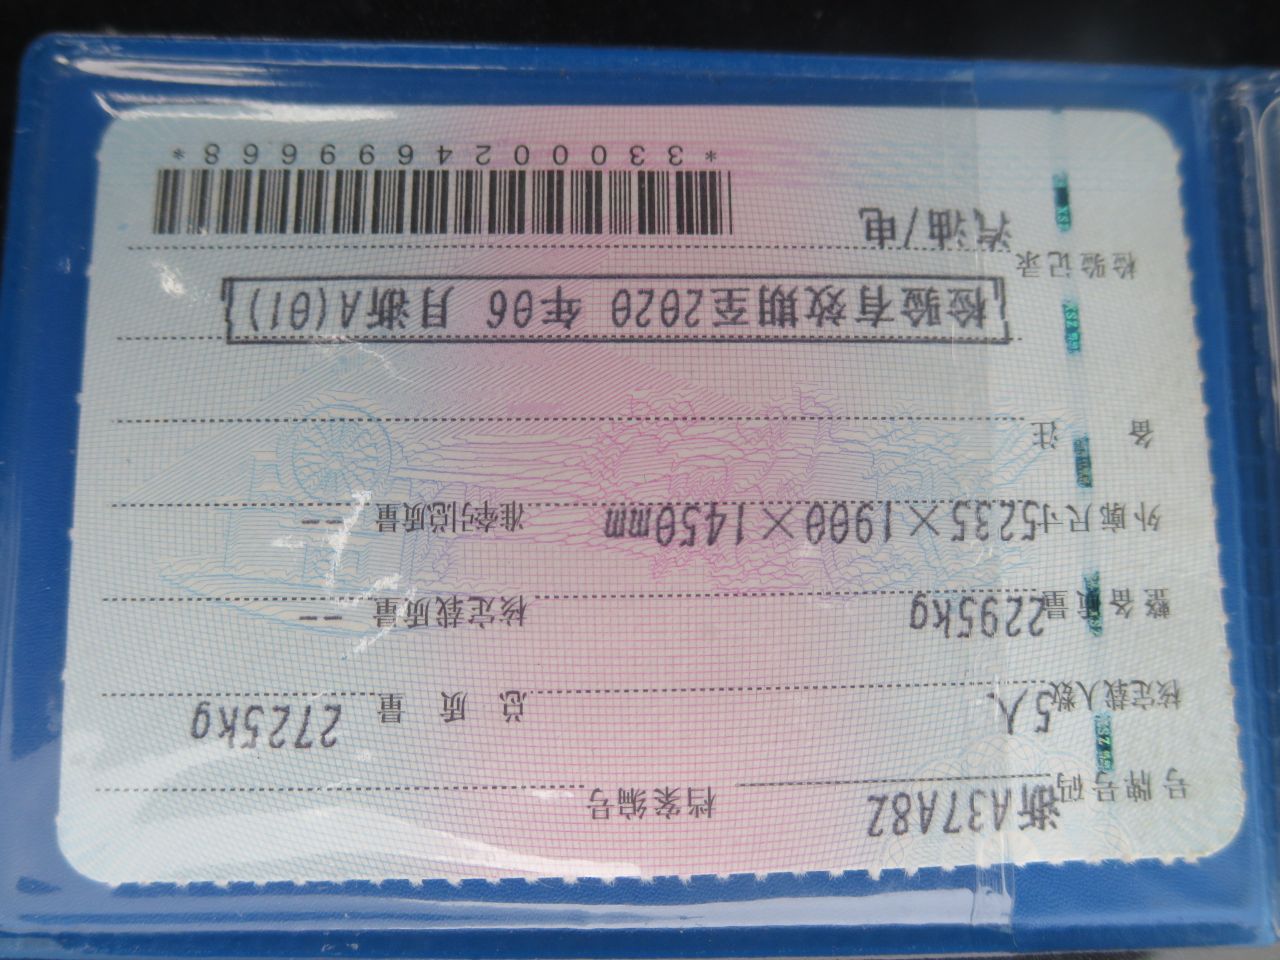 号牌号码 浙A37A8Z 档案编号
核定载人数 5人 总质量 2725kg
整备质量 2295kg 核定载质量 --
外廓尺寸 5235×1900×1450mm 准牵引总质量 --
备注
检验有效期至2020 年06 月浙A(01)
检验记录
汽油/电
*3300024696968*